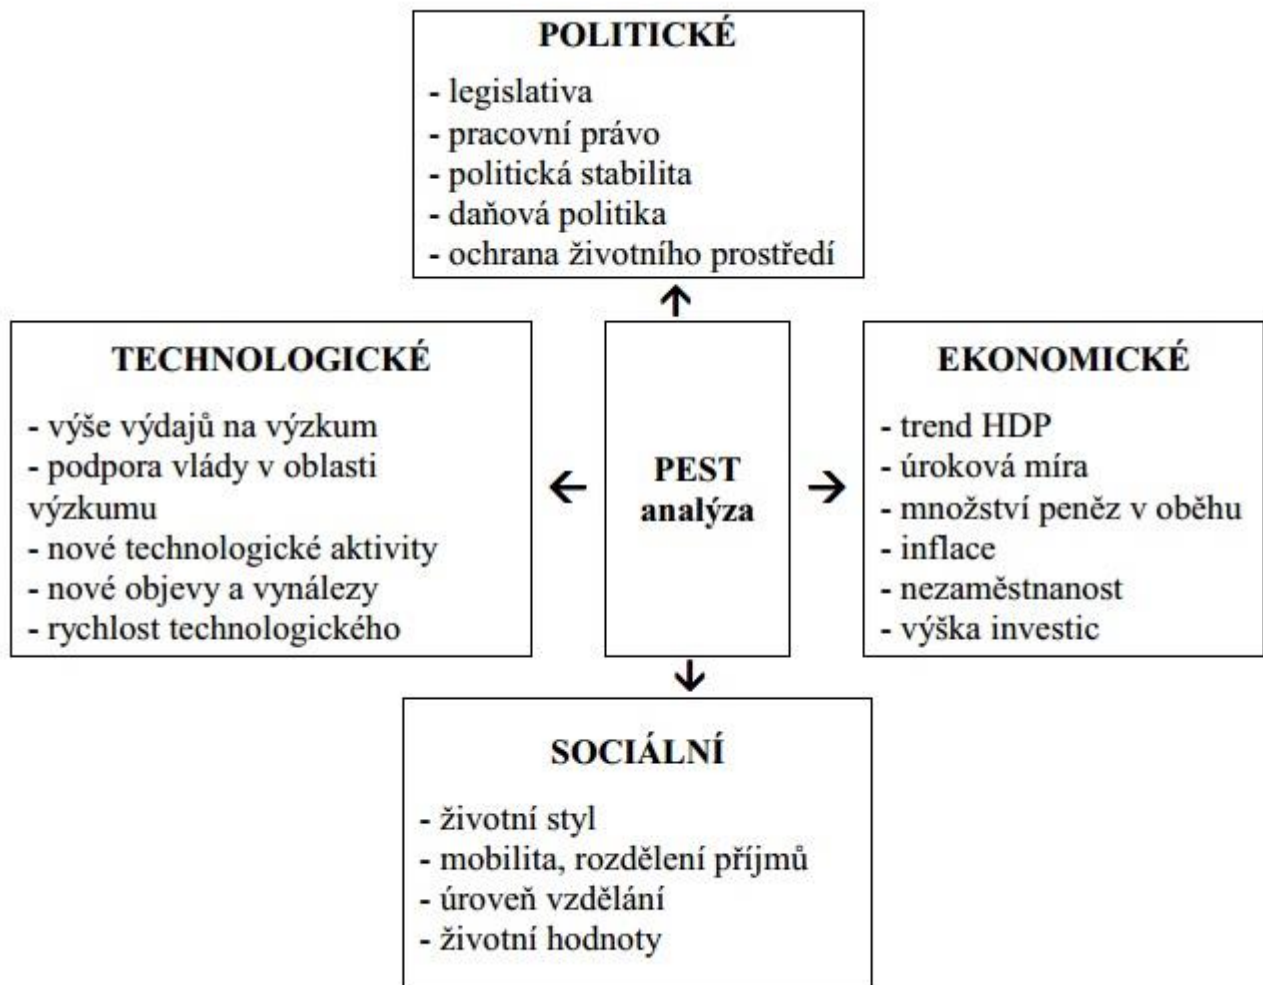 POLITICKÉ
- legislativa
- pracovní právo
- politická stabilita
- daňová politika
- ochrana životního prostředí
TECHNOLOGICKÉ
- výše výdajů na výzkum
- podpora vlády v oblasti
výzkumu
- nové technologické aktivity
- nové objevy a vynálezy
- rychlost technologického
PEST
analýza
EKONOMICKÉ
- trend HDP
- úroková míra
- množství peněz v oběhu
- inflace
- nezaměstnanost
- výška investic
SOCIÁLNÍ
- životní styl
- mobilita, rozdělení příjmů
- úroveň vzdělání
- životní hodnoty